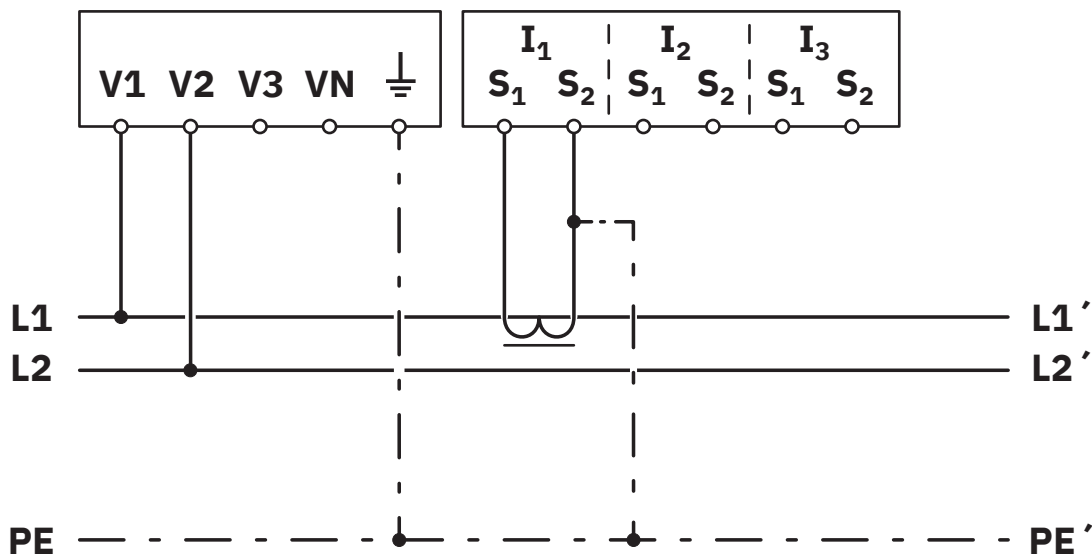 I₁ I₂ I₃
V1 V2 V3 VN S₁ S₂ S₁ S₂ S₁ S₂
L1 L1´
L2 L2´
PE PE´